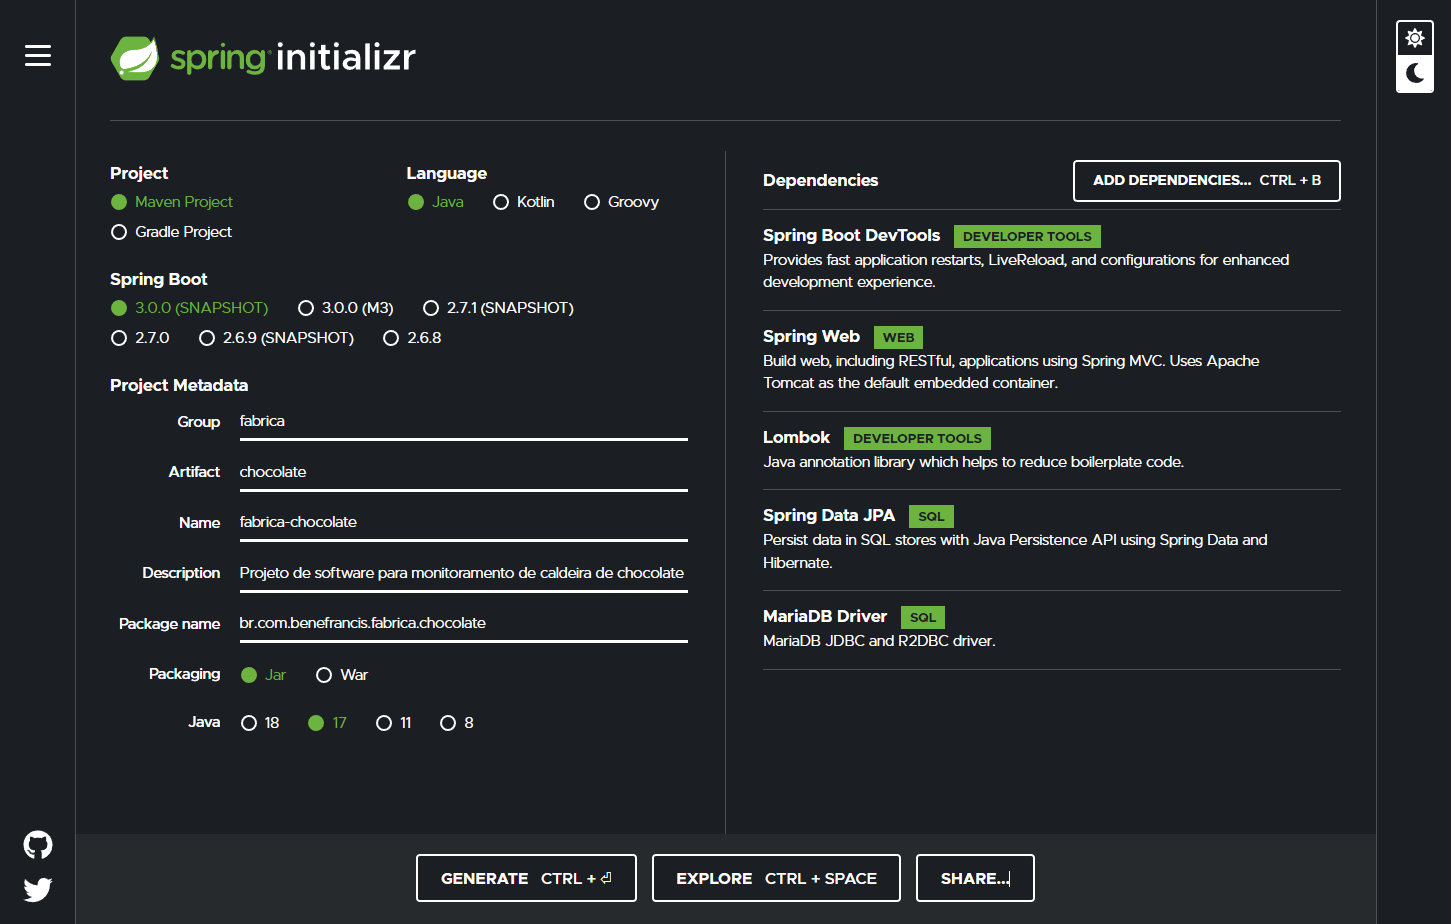 spring initializr
Project
Maven Project
Gradle Project
Language
Java Kotlin Groovy
Spring Boot
3.0.0 (SNAPSHOT) 3.0.0 (M3) 2.7.1 (SNAPSHOT)
2.7.0 2.6.9 (SNAPSHOT) 2.6.8
Project Metadata
Group fabrica
Artifact chocolate
Name fabrica-chocolate
Description Projeto de software para monitoramento de caldeira de chocolate
Package name br.com.benefrancis.fabrica.chocolate
Packaging Jar War
Java 18 17 11 8
Dependencies
ADD DEPENDENCIES... CTRL + B
Spring Boot DevTools DEVELOPER TOOLS
Provides fast application restarts, LiveReload, and configurations for enhanced
development experience.
Spring Web WEB
Build web, including RESTful, applications using Spring MVC. Uses Apache
Tomcat as the default embedded container.
Lombok DEVELOPER TOOLS
Java annotation library which helps to reduce boilerplate code.
Spring Data JPA SQL
Persist data in SQL stores with Java Persistence API using Spring Data and
Hibernate.
MariaDB Driver SQL
MariaDB JDBC and R2DBC driver.
GENERATE CTRL + ⏎
EXPLORE CTRL + SPACE
SHARE...